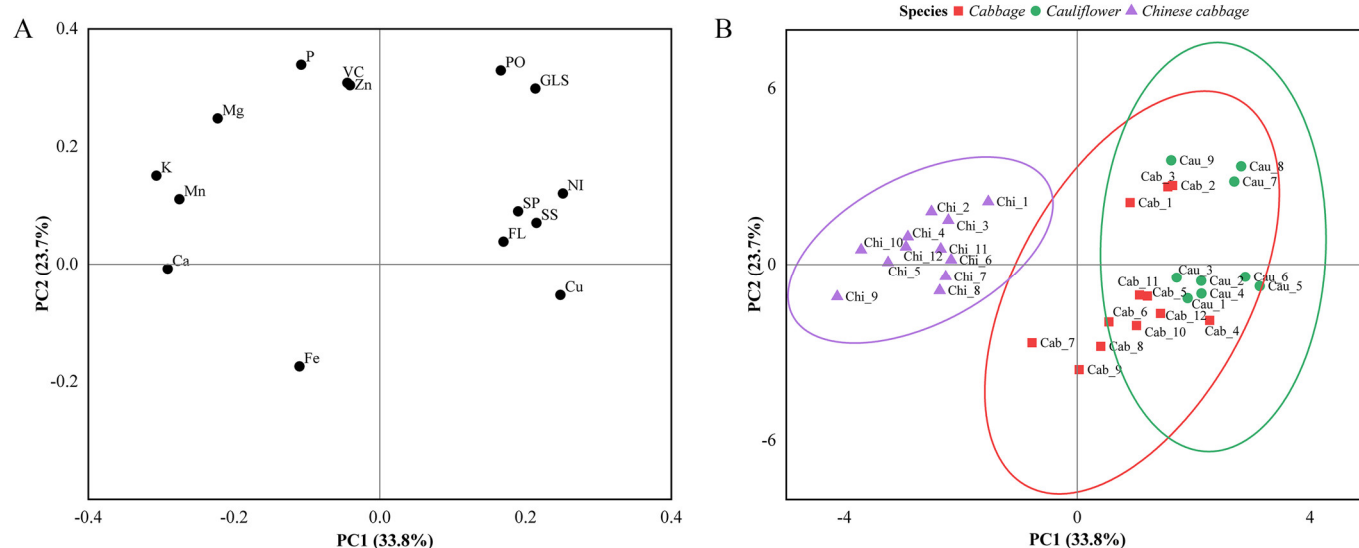 A
B
Species Cabbage Cauliflower Chinese cabbage
0.4
0.2
0.0
-0.2
PC2 (23.7%)
P
VC
Zn
PO
GLS
Mg
K
Mn
NI
SP
SS
FL
Ca
Cu
Fe
-0.4
-0.2
0.0
0.2
0.4
PC1 (33.8%)
6
0
-6
PC2 (23.7%)
Cau_9
Cau_8
Cab_3
Cab_2
Cau_7
Cab_1
Chi_2
Chi_1
Chi_3
Chi_4
Chi_10
Chi_11
Chi_12
Chi_6
Chi_5
Chi_7
Chi_8
Chi_9
Cau_3
Cau_2
Cau_6
Cab_11
Cab_5
Cau_4
Cau_5
Cau_1
Cab_6
Cab_12
Cab_10
Cab_4
Cab_7
Cab_8
Cab_9
-4
0
4
PC1 (33.8%)